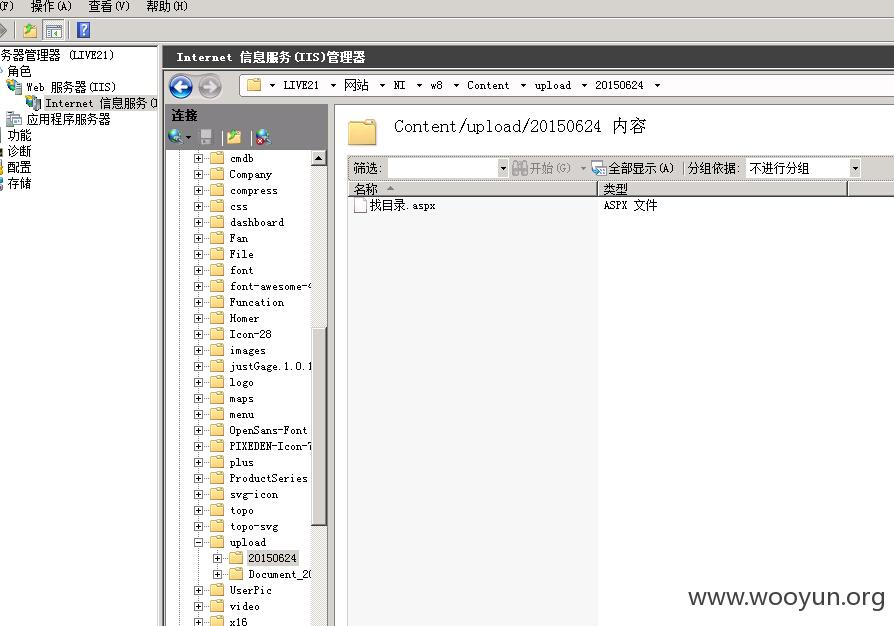 (F) 操作(A) 查看(V) 帮助(H)
务器管理器 (LIVE21)
角色
Web 服务器(IIS)
Internet 信息服务(I
应用程序服务器
功能
诊断
配置
存储
Internet 信息服务(IIS)管理器
LIVE21 网站 NI w8 Content upload 20150624
连接
cmdb
Company
compress
css
dashboard
Fan
File
font
font-awesome-4
Funcation
Homer
Icon-28
images
justGage.1.0.1
logo
maps
menu
OpenSans-Font
PIXEDEN-Icon-7
plus
ProductSeries
svg-icon
topo
topo-svg
upload
20150624
Document_20
UserPic
video
x16
Content/upload/20150624 内容
筛选: 开始(G) 全部显示(A) 分组依据: 不进行分组
名称 类型
找目录.aspx ASPX 文件
www.wooyun.org